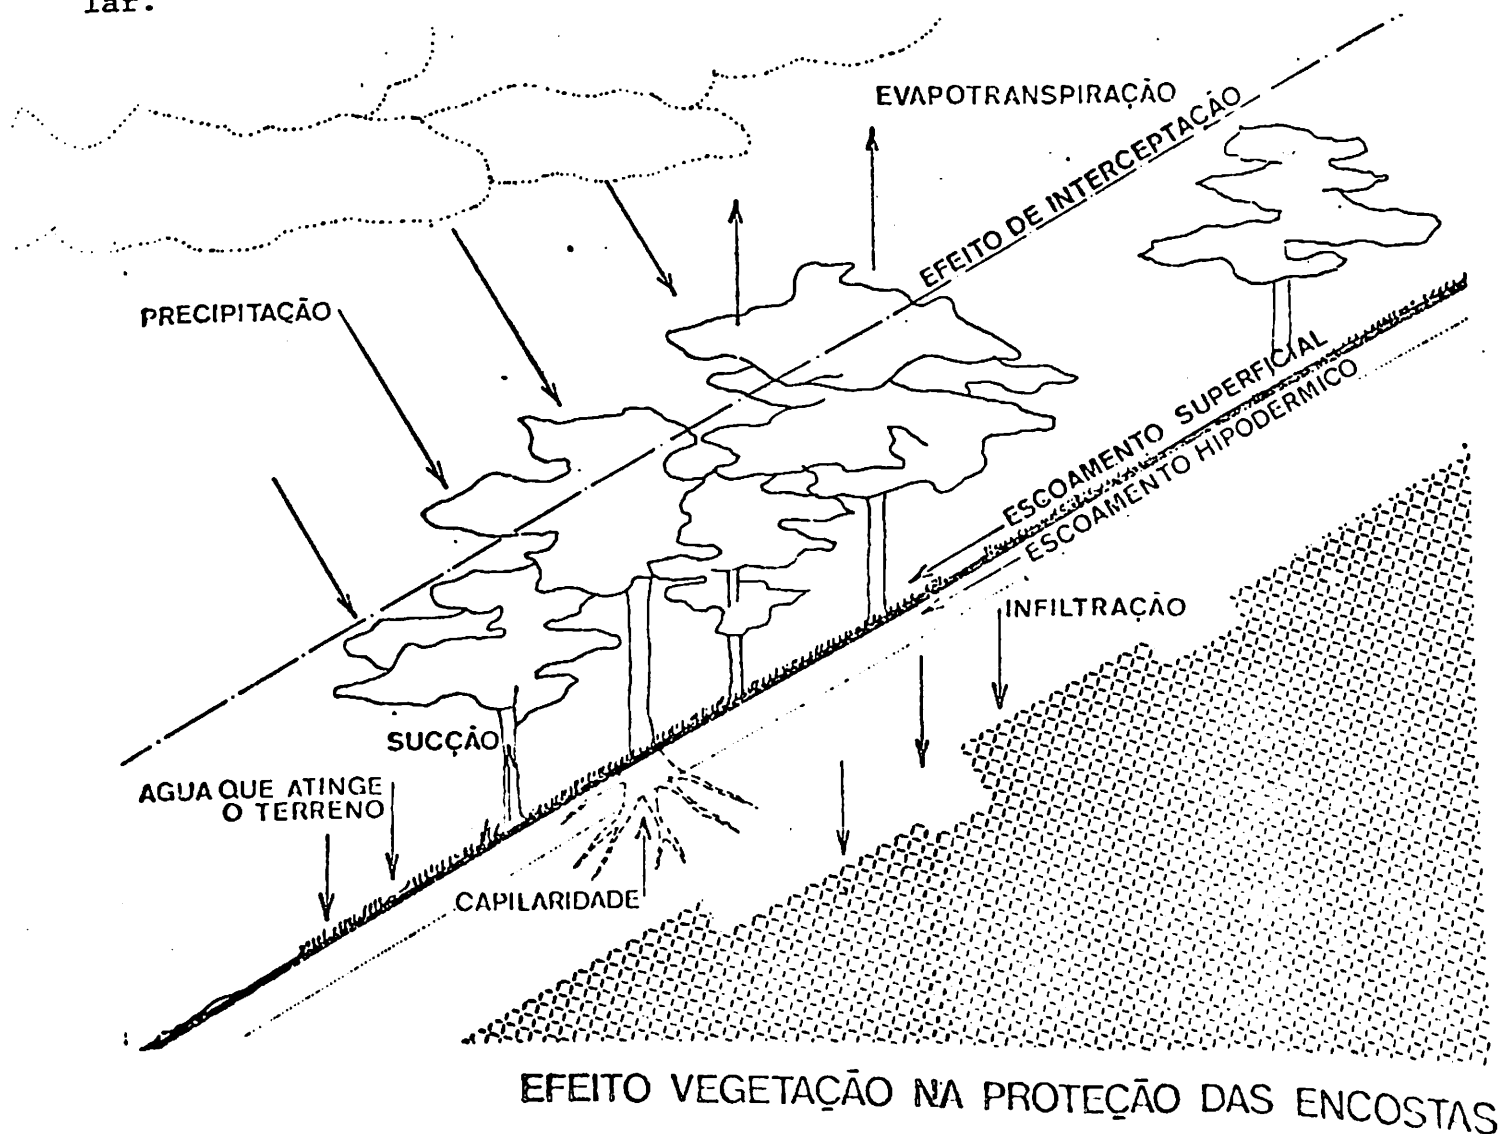 lar.
EVAPOTRANSPIRAÇÃO
EFEITO DE INTERCEPTAÇÃO
PRECIPITAÇÃO
ESCOAMENTO SUPERFICIAL
ESCOAMENTO HIPODERMICO
INFILTRAÇÃO
SUCÇÃO
AGUA QUE ATINGE
O TERRENO
CAPILARIDADE
EFEITO VEGETAÇÃO NA PROTEÇÃO DAS ENCOSTAS